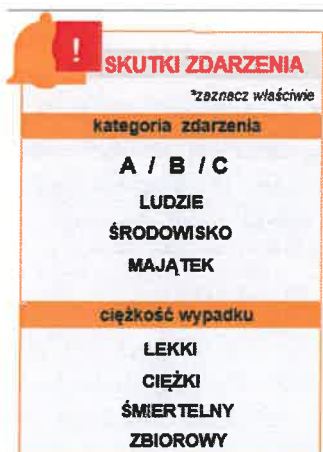 !
SKUTKI ZDARZENIA
*zaznacz właściwie
kategoria zdarzenia
A / B / C
LUDZIE
ŚRODOWISKO
MAJĄTEK
ciężkość wypadku
LEKKI
CIĘŻKI
ŚMIERTELNY
ZBIOROWY